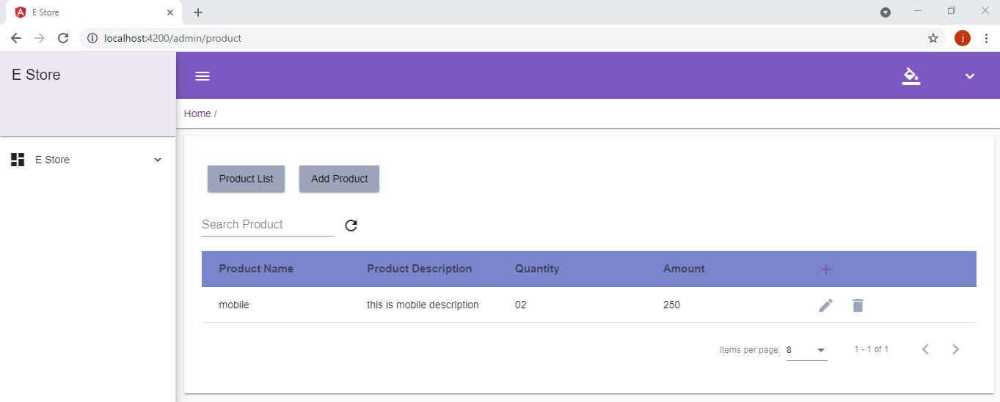 E Store
localhost:4200/admin/product
j
E Store
Home /
E Store
Product List Add Product
Search Product
Product Name Product Description Quantity Amount
mobile this is mobile description 02 250
Items per page: 8 1 - 1 of 1